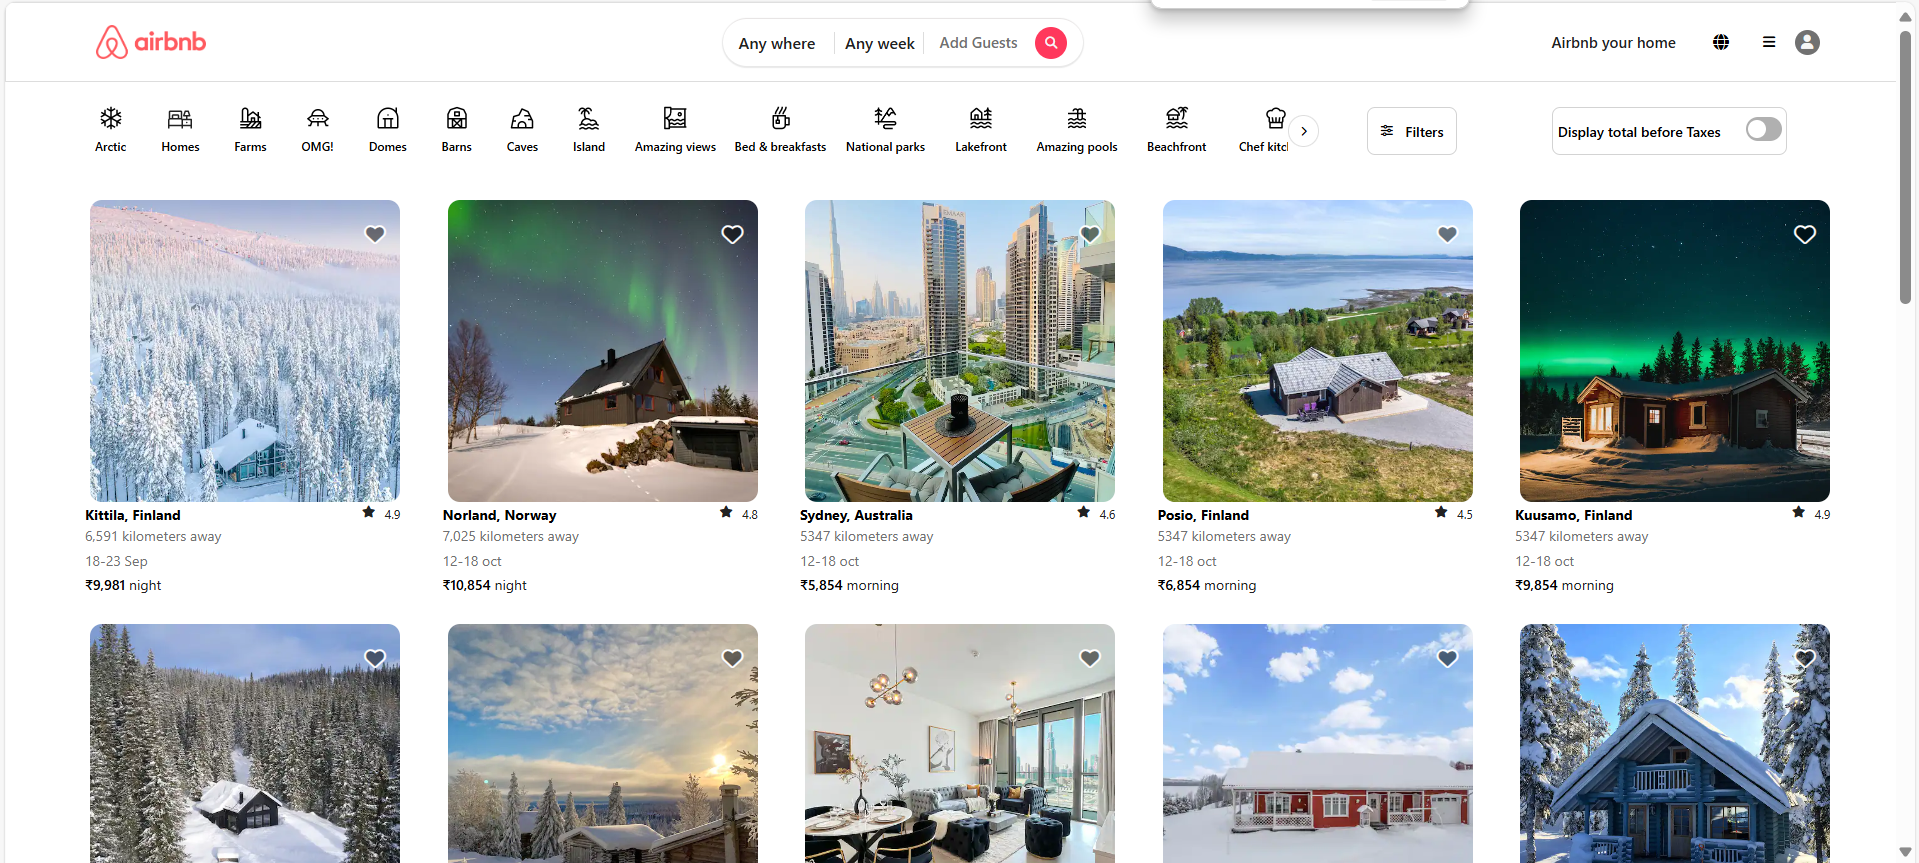 airbnb
Any where
Any week
Add Guests
Airbnb your home
Arctic
Homes
Farms
OMG!
Domes
Barns
Caves
Island
Amazing views
Bed & breakfasts
National parks
Lakefront
Amazing pools
Beachfront
Chef kitc
Filters
Display total before Taxes
Kittila, Finland
4.9
6,591 kilometers away
18-23 Sep
₹9,981 night
Norland, Norway
4.8
7,025 kilometers away
12-18 oct
₹10,854 night
Sydney, Australia
4.6
5347 kilometers away
12-18 oct
₹5,854 morning
Posio, Finland
4.5
5347 kilometers away
12-18 oct
₹6,854 morning
Kuusamo, Finland
4.9
5347 kilometers away
12-18 oct
₹9,854 morning